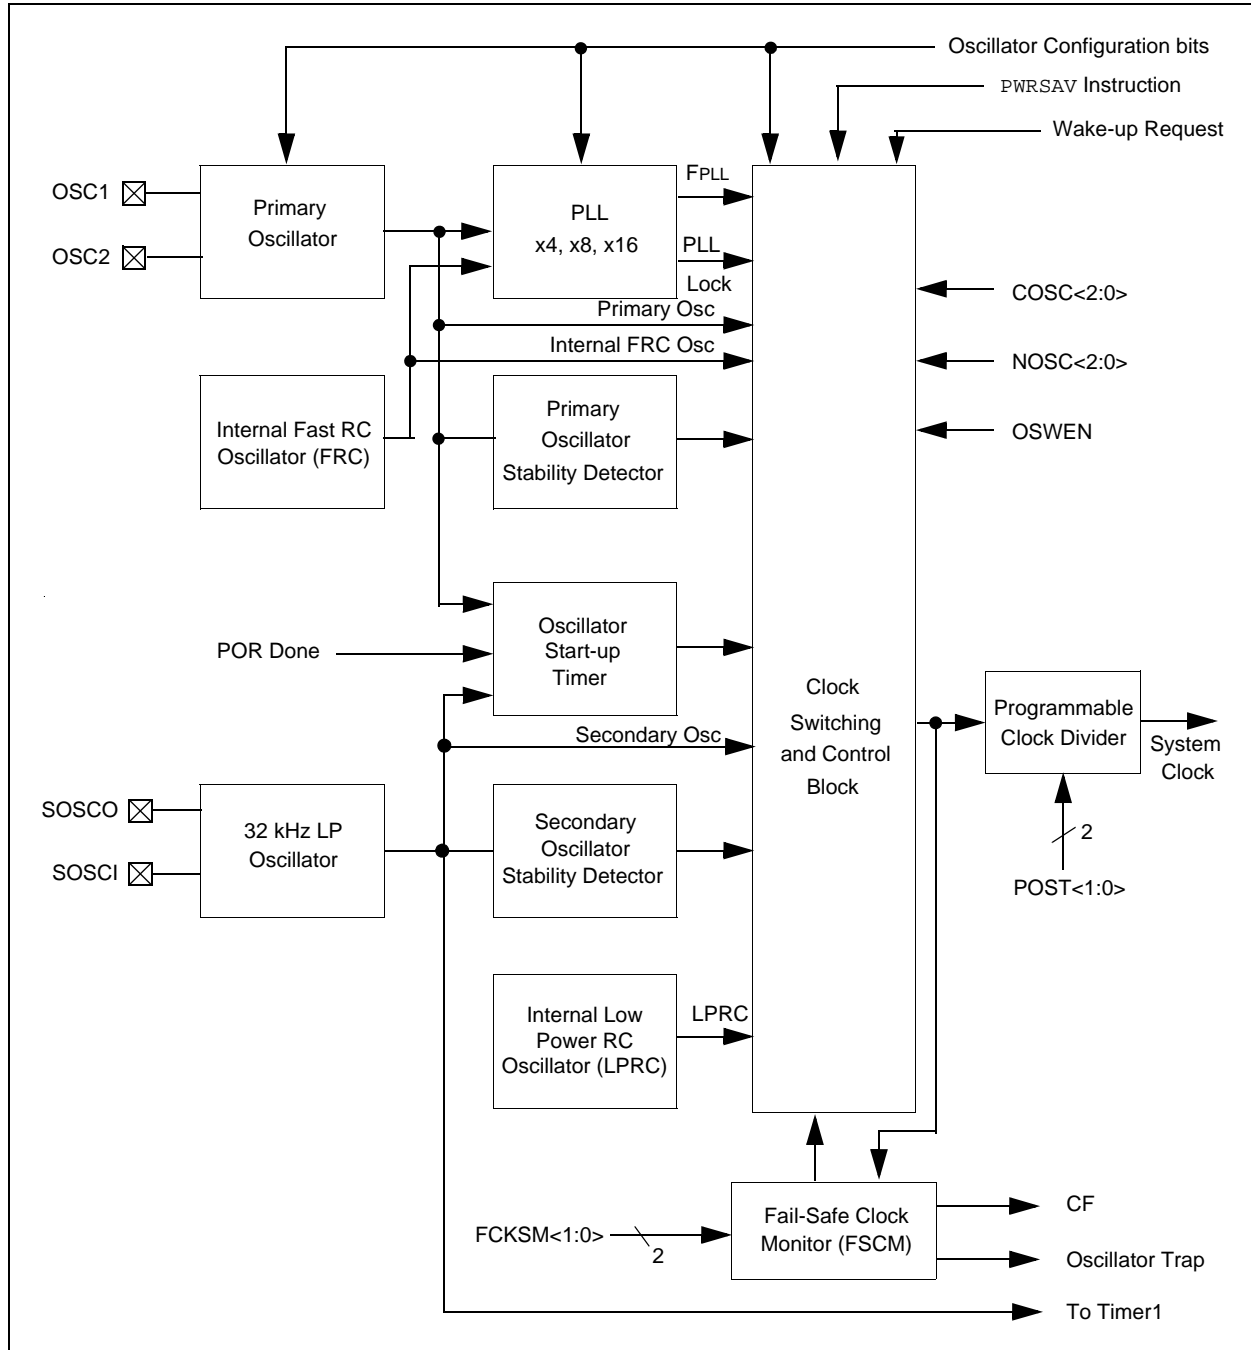 Oscillator Configuration bits
PWRSAV Instruction
Wake-up Request
OSC1
OSC2
Primary
Oscillator
PLL
x4, x8, x16
FPLL
PLL
Lock
Primary Osc
Internal FRC Osc
COSC<2:0>
NOSC<2:0>
OSWEN
Internal Fast RC
Oscillator (FRC)
Primary
Oscillator
Stability Detector
POR Done
Oscillator
Start-up
Timer
Clock
Switching
and Control
Block
Programmable
Clock Divider
System
Clock
Secondary Osc
SOSCO
SOSCI
32 kHz LP
Oscillator
Secondary
Oscillator
Stability Detector
2
POST<1:0>
Internal Low
Power RC
Oscillator (LPRC)
LPRC
FCKSM<1:0>
2
Fail-Safe Clock
Monitor (FSCM)
CF
Oscillator Trap
To Timer1